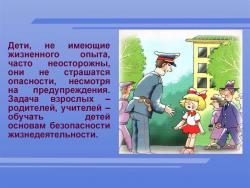 Дети, не имеющие
жизненного опыта,
часто неосторожны,
они не страшатся
опасности, несмотря
на предупреждения.
Задача взрослых –
родителей, учителей –
обучать детей
основам безопасности
жизнедеятельности.